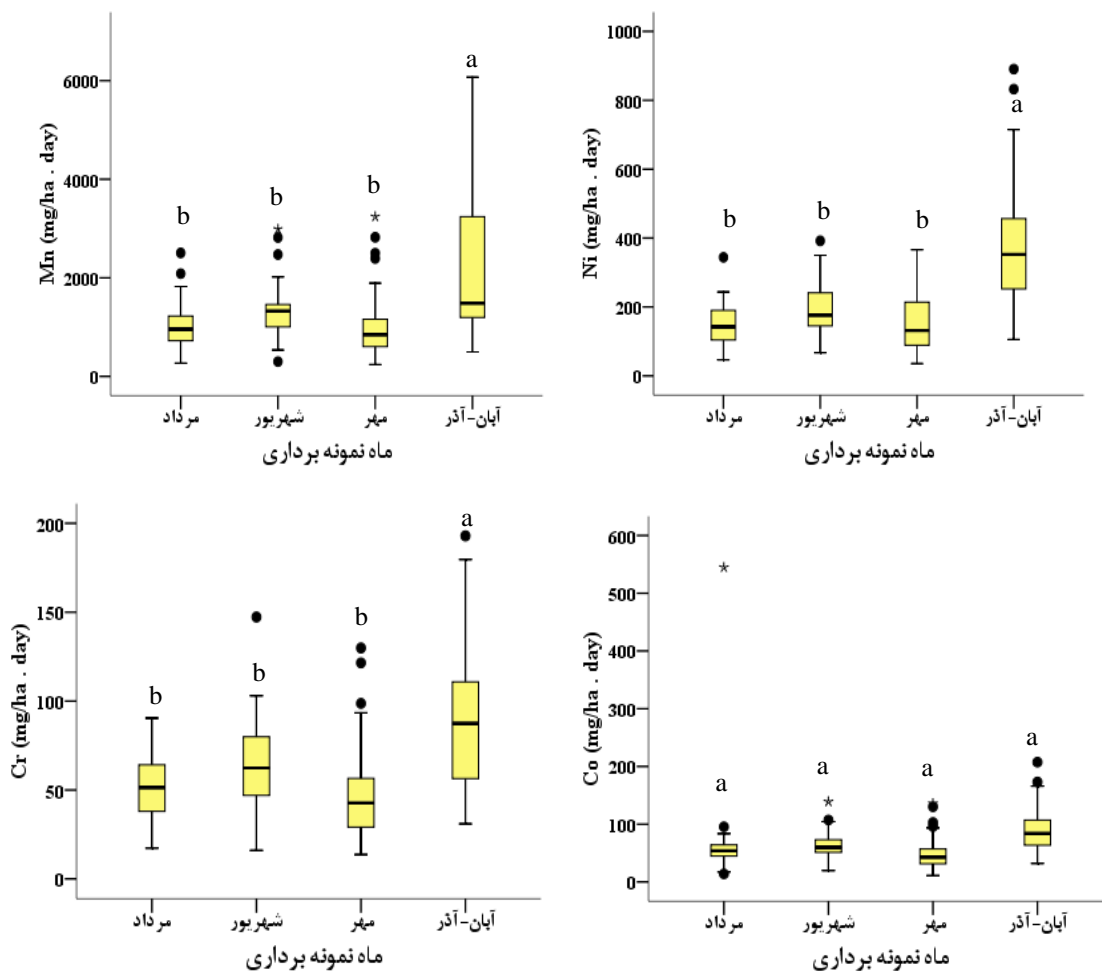 Mn (mg/ha . day)
6000
4000
2000
0
b
b
b
a
مرداد
شهریور
مهر
آبان-آذر
ماه نمونه برداری
Ni (mg/ha . day)
1000
800
600
400
200
0
b
b
b
a
مرداد
شهریور
مهر
آبان-آذر
ماه نمونه برداری
Cr (mg/ha . day)
200
150
100
50
0
b
b
b
a
مرداد
شهریور
مهر
آبان-آذر
ماه نمونه برداری
Co (mg/ha . day)
600
500
400
300
200
100
0
a
a
a
a
مرداد
شهریور
مهر
آبان-آذر
ماه نمونه برداری